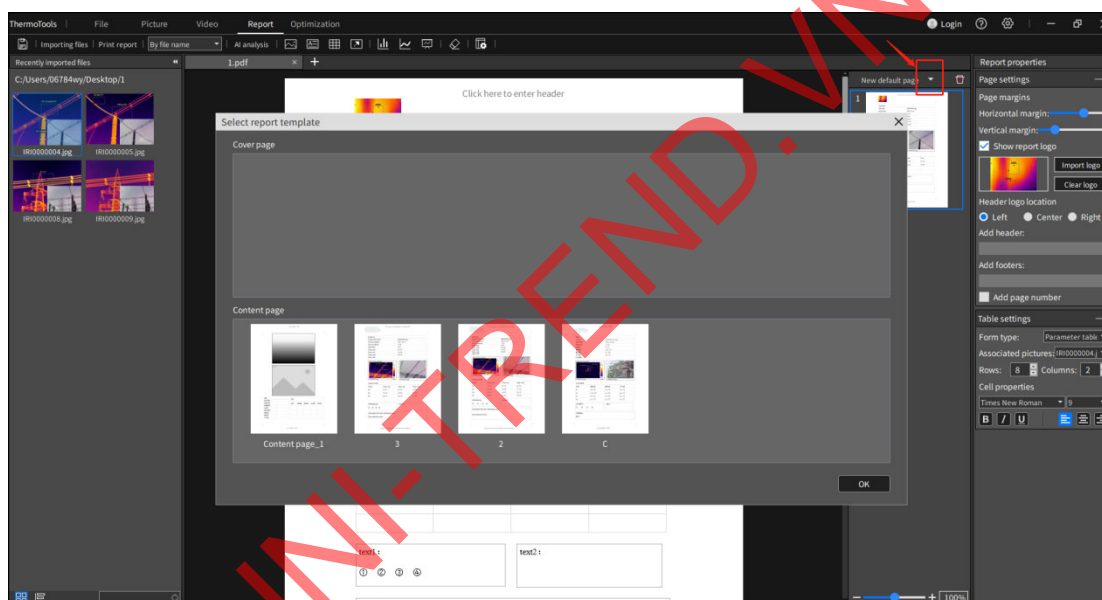 ThermoTools File Picture Video Report Optimization Login
Importing files Print report By file name AI analysis
Recently imported files
1.pdf
C:/Users/06784wy/Desktop/1
IRI0000004.jpg IRI0000005.jpg
IRI0000008.jpg IRI0000009.jpg
Click here to enter header
New default page
1
Select report template
Cover page
Content page
Content page_1 3 2 C
OK
text1 : text2 :
① ② ③ ④
100%
Report properties
Page settings
Page margins
Horizontal margin:
Vertical margin:
Show report logo
Import logo
Clear logo
Header logo location
Left Center Right
Add header:
Add footers:
Add page number
Table settings
Form type: Parameter table
Associated pictures: IRI0000004.j
Rows: 8 Columns: 2
Cell properties
Times New Roman 9
B I U
UNI-TREND.VN